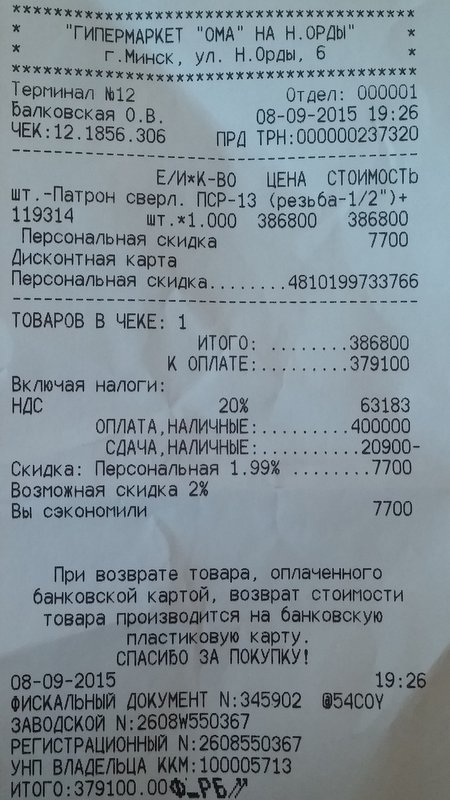 ****************************************
* "ГИПЕРМАРКЕТ "ОМА" НА Н.ОРДЫ" *
* г.Минск, ул. Н.Орды, 6 *
****************************************
Терминал №12 Отдел: 000001
Балковская О.В. 08-09-2015 19:26
ЧЕК:12.1856.306 ПРД ТРН:000000237320
----------------------------------------
Е/И*К-ВО ЦЕНА СТОИМОСТЬ
шт.-Патрон сверл. ПСР-13 (резьба-1/2")+
119314 шт.*1.000 386800 386800
Персональная скидка 7700
Дисконтная карта
Персональная скидка........4810199733766
----------------------------------------
ТОВАРОВ В ЧЕКЕ: 1
ИТОГО: ........386800
К ОПЛАТЕ:.........379100
Включая налоги:
НДС 20% 63183
ОПЛАТА,НАЛИЧНЫЕ:.........400000
СДАЧА,НАЛИЧНЫЕ:..........20900-
Скидка: Персональная 1.99% ........7700
Возможная скидка 2%
Вы сэкономили 7700
При возврате товара, оплаченного
банковской картой, возврат стоимости
товара производится на банковскую
пластиковую карту.
СПАСИБО ЗА ПОКУПКУ!
08-09-2015 19:26
ФИСКАЛЬНЫЙ ДОКУМЕНТ N:345902 @54COY
ЗАВОДСКОЙ N:2608W550367
РЕГИСТРАЦИОННЫЙ N:2608550367
УНП ВЛАДЕЛЬЦА ККМ:100005713
ИТОГО:379100.00 Ф_РБ